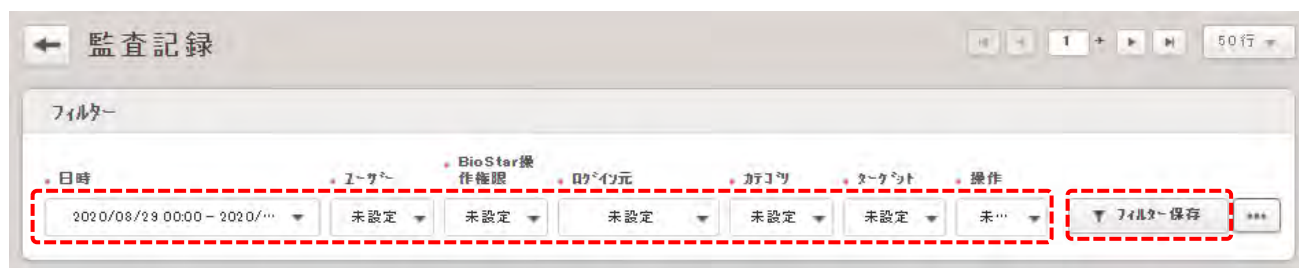 監査記録
1 +
50行
フィルター
日時
ユーザー
BioStar操
作権限
ログイン元
カテゴリ
ターゲット
操作
2020/08/29 00:00 - 2020/…
未設定
未設定
未設定
未設定
未設定
未…
フィルター保存